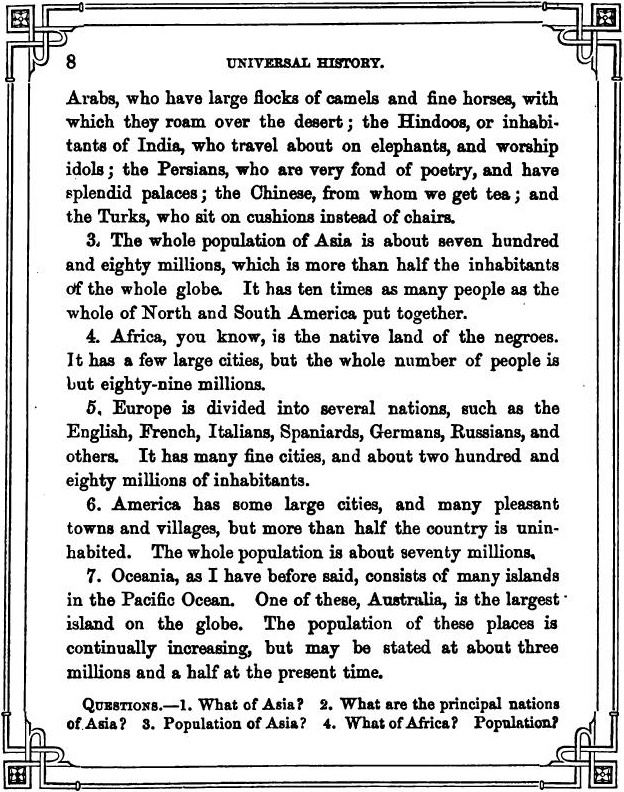 8 UNIVERSAL HISTORY.
Arabs, who have large flocks of camels and fine horses, with
which they roam over the desert; the Hindoos, or inhabi-
tants of India, who travel about on elephants, and worship
idols; the Persians, who are very fond of poetry, and have
splendid palaces; the Chinese, from whom we get tea; and
the Turks, who sit on cushions instead of chairs.
3. The whole population of Asia is about seven hundred
and eighty millions, which is more than half the inhabitants
of the whole globe. It has ten times as many people as the
whole of North and South America put together.
4. Africa, you know, is the native land of the negroes.
It has a few large cities, but the whole number of people is
but eighty-nine millions.
5. Europe is divided into several nations, such as the
English, French, Italians, Spaniards, Germans, Russians, and
others. It has many fine cities, and about two hundred and
eighty millions of inhabitants.
6. America has some large cities, and many pleasant
towns and villages, but more than half the country is unin-
habited. The whole population is about seventy millions.
7. Oceania, as I have before said, consists of many islands
in the Pacific Ocean. One of these, Australia, is the largest
island on the globe. The population of these places is
continually increasing, but may be stated at about three
millions and a half at the present time.
QUESTIONS.—1. What of Asia? 2. What are the principal nations
of Asia? 3. Population of Asia? 4. What of Africa? Population?